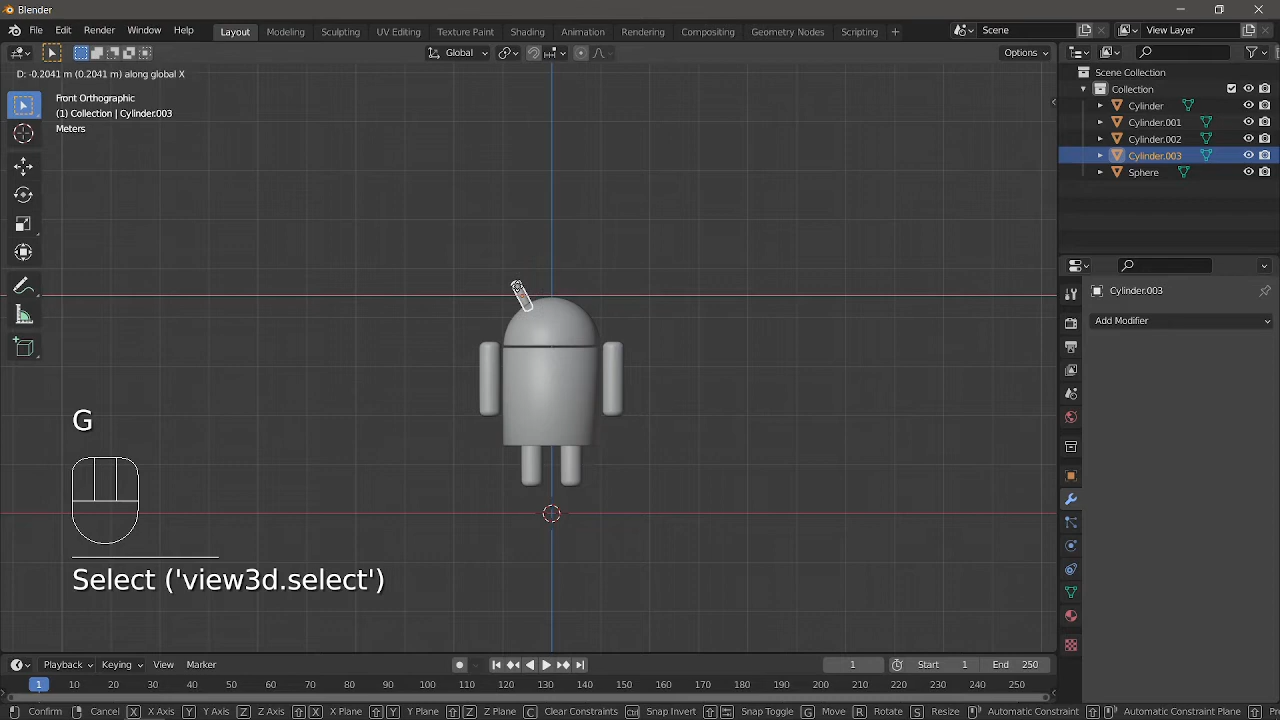 Blender
File Edit Render Window Help
Layout Modeling Sculpting UV Editing Texture Paint Shading Animation Rendering Compositing Geometry Nodes Scripting +
Scene
View Layer
Global
Options
D: -0.2041 m (0.2041 m) along global X
Front Orthographic
(1) Collection | Cylinder.003
Meters
Scene Collection
Collection
Cylinder
Cylinder.001
Cylinder.002
Cylinder.003
Sphere
Cylinder.003
Add Modifier
G
Select ('view3d.select')
Playback Keying View Marker
1 Start 1 End 250
1 10 20 30 40 50 60 70 80 90 100 110 120 130 140 150 160 170 180 190 200 210 220 230 240 250
Confirm Cancel X X Axis Y Y Axis Z Z Axis X X Plane Y Y Plane Z Z Plane C Clear Constraints Ctrl Snap Invert Snap Toggle G Move R Rotate S Resize Automatic Constraint Automatic Constraint Plane